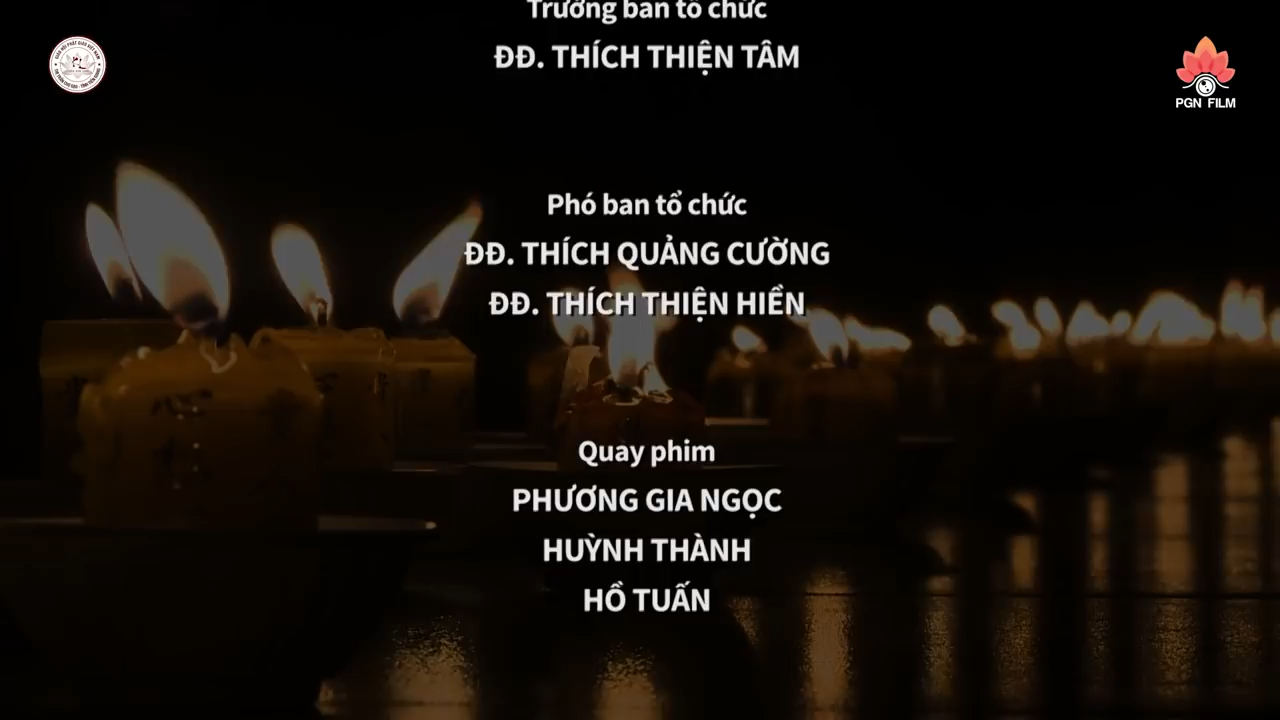 Trưởng ban tổ chức
ĐĐ. THÍCH THIỆN TÂM
PGN FILM
Phó ban tổ chức
ĐĐ. THÍCH QUẢNG CƯỜNG
ĐĐ. THÍCH THIỆN HIỀN
Quay phim
PHƯƠNG GIA NGỌC
HUỲNH THÀNH
HỒ TUẤN